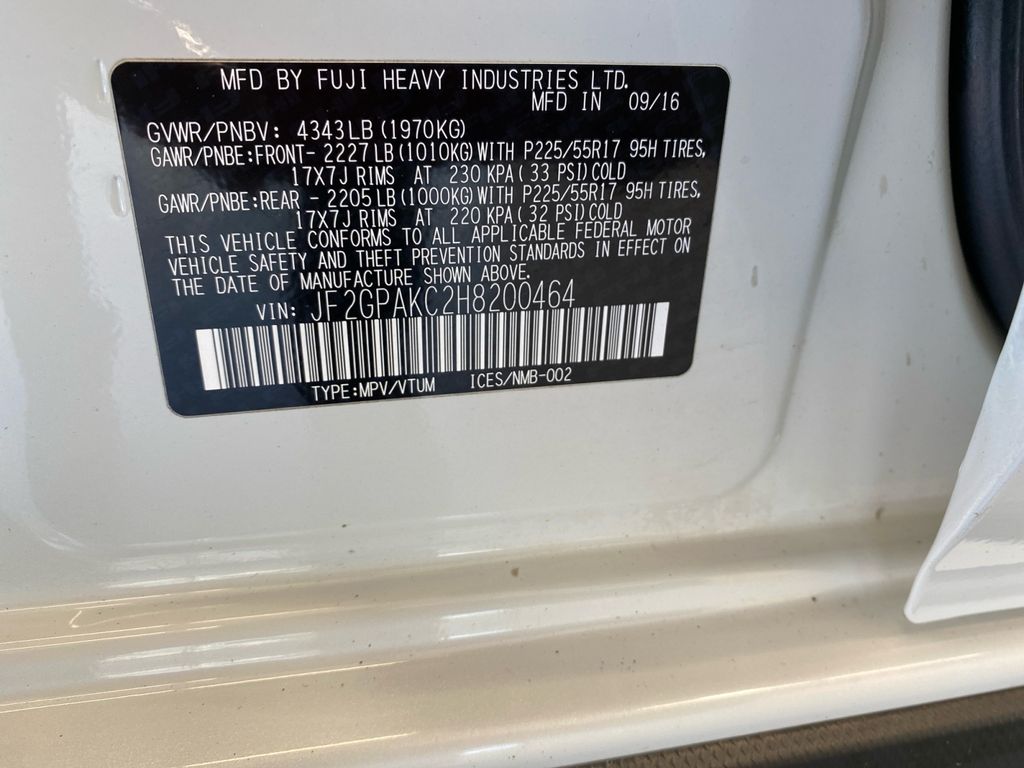 MFD BY FUJI HEAVY INDUSTRIES LTD.
MFD IN 09/16
GVWR/PNBV: 4343LB(1970KG)
GAWR/PNBE:FRONT- 2227LB(1010KG)WITH P225/55R17 95H TIRES,
17X7J RIMS AT 230 KPA( 33 PSI)COLD
GAWR/PNBE:REAR - 2205LB(1000KG)WITH P225/55R17 95H TIRES,
17X7J RIMS AT 220 KPA( 32 PSI)COLD
THIS VEHICLE CONFORMS TO ALL APPLICABLE FEDERAL MOTOR
VEHICLE SAFETY AND THEFT PREVENTION STANDARDS IN EFFECT ON
THE DATE OF MANUFACTURE SHOWN ABOVE.
VIN: JF2GPAKC2H8200464
TYPE:MPV/VTUM ICES/NMB-002